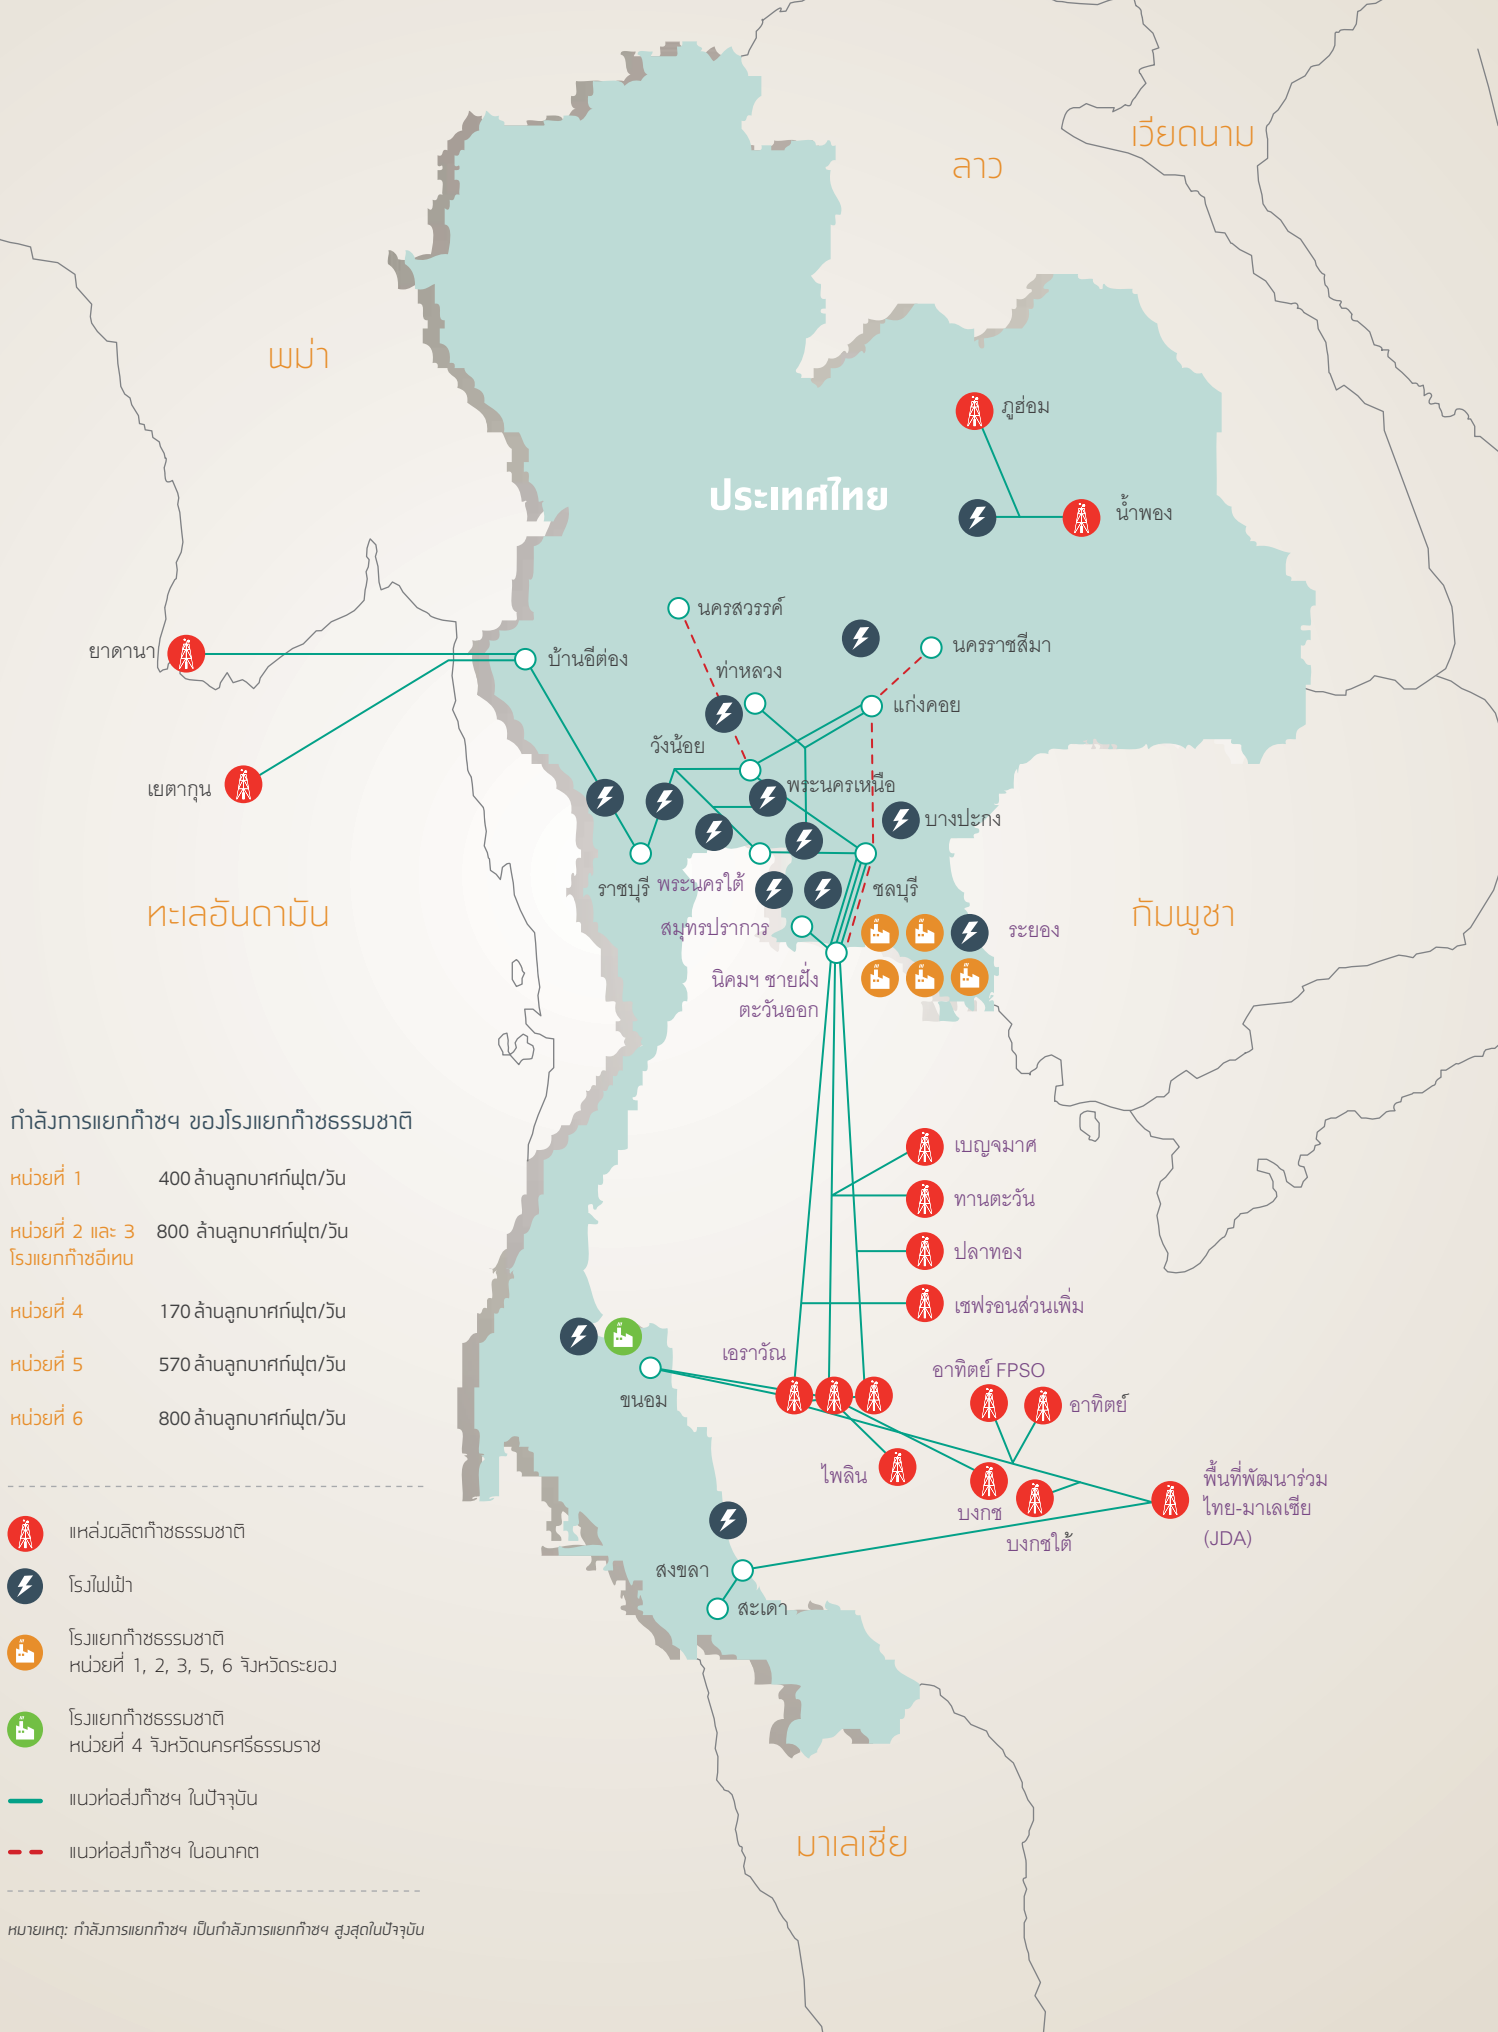 เวียดนาม
ลาว
พม่า
ภูฮ่อม
ประเทศไทย
น้ำพอง
นครสวรรค์
ยาดานา
บ้านอีต่อง
นครราชสีมา
ท่าหลวง
แก่งคอย
วังน้อย
เยตากุน
พระนครเหนือ
บางปะกง
ราชบุรี
พระนครใต้
ชลบุรี
ทะเลอันดามัน
กัมพูชา
สมุทรปราการ
ระยอง
นิคมฯ ชายฝั่ง
ตะวันออก
กำลังการแยกก๊าซฯ ของโรงแยกก๊าซธรรมชาติ
หน่วยที่ 1 400 ล้านลูกบาศก์ฟุต/วัน
หน่วยที่ 2 และ 3 800 ล้านลูกบาศก์ฟุต/วัน
โรงแยกก๊าซอีเทน
หน่วยที่ 4 170 ล้านลูกบาศก์ฟุต/วัน
หน่วยที่ 5 570 ล้านลูกบาศก์ฟุต/วัน
หน่วยที่ 6 800 ล้านลูกบาศก์ฟุต/วัน
เบญจมาศ
ทานตะวัน
ปลาทอง
เชฟรอนส่วนเพิ่ม
เอราวัณ
อาทิตย์ FPSO
ขนอม
อาทิตย์
ไพลิน
พื้นที่พัฒนาร่วม
ไทย-มาเลเซีย
(JDA)
บงกช
บงกชใต้
สงขลา
สะเดา
แหล่งผลิตก๊าซธรรมชาติ
โรงไฟฟ้า
โรงแยกก๊าซธรรมชาติ
หน่วยที่ 1, 2, 3, 5, 6 จังหวัดระยอง
โรงแยกก๊าซธรรมชาติ
หน่วยที่ 4 จังหวัดนครศรีธรรมราช
แนวท่อส่งก๊าซฯ ในปัจจุบัน
แนวท่อส่งก๊าซฯ ในอนาคต
มาเลเซีย
หมายเหตุ: กำลังการแยกก๊าซฯ เป็นกำลังการแยกก๊าซฯ สูงสุดในปัจจุบัน